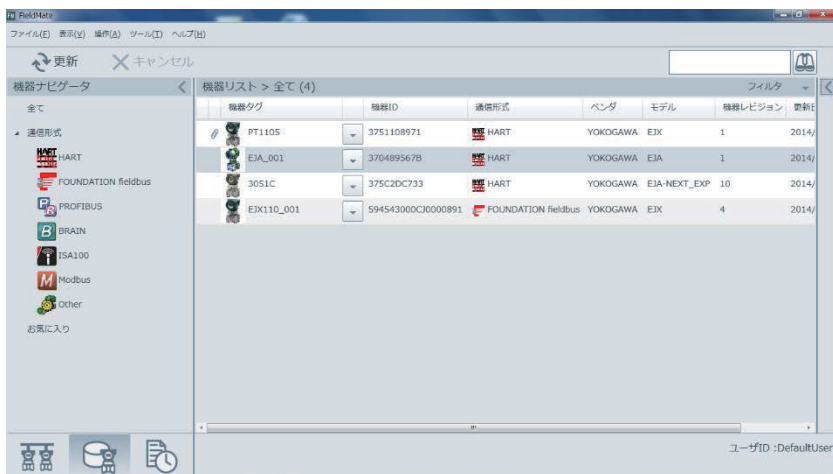 FieldMate
ファイル(F) 表示(V) 操作(A) ツール(T) ヘルプ(H)
更新 キャンセル
機器ナビゲータ
機器リスト > 全て (4)
フィルタ
全て
通信形式
HART
FOUNDATION fieldbus
PROFIBUS
BRAIN
ISA100
Modbus
Other
お気に入り
機器タグ 機器ID 通信形式 ベンダ モデル 機器レビジョン 更新
PT1105 3751108971 HART YOKOGAWA EJX 1 2014/
EJA_001 370489567B HART YOKOGAWA EJA 1 2014/
3051C 375C2DC733 HART YOKOGAWA EJA-NEXT_EXP 10 2014/
EJX110_001 594543000CJ0000891 FOUNDATION fieldbus YOKOGAWA EJX 4 2014/
ユーザID :DefaultUser